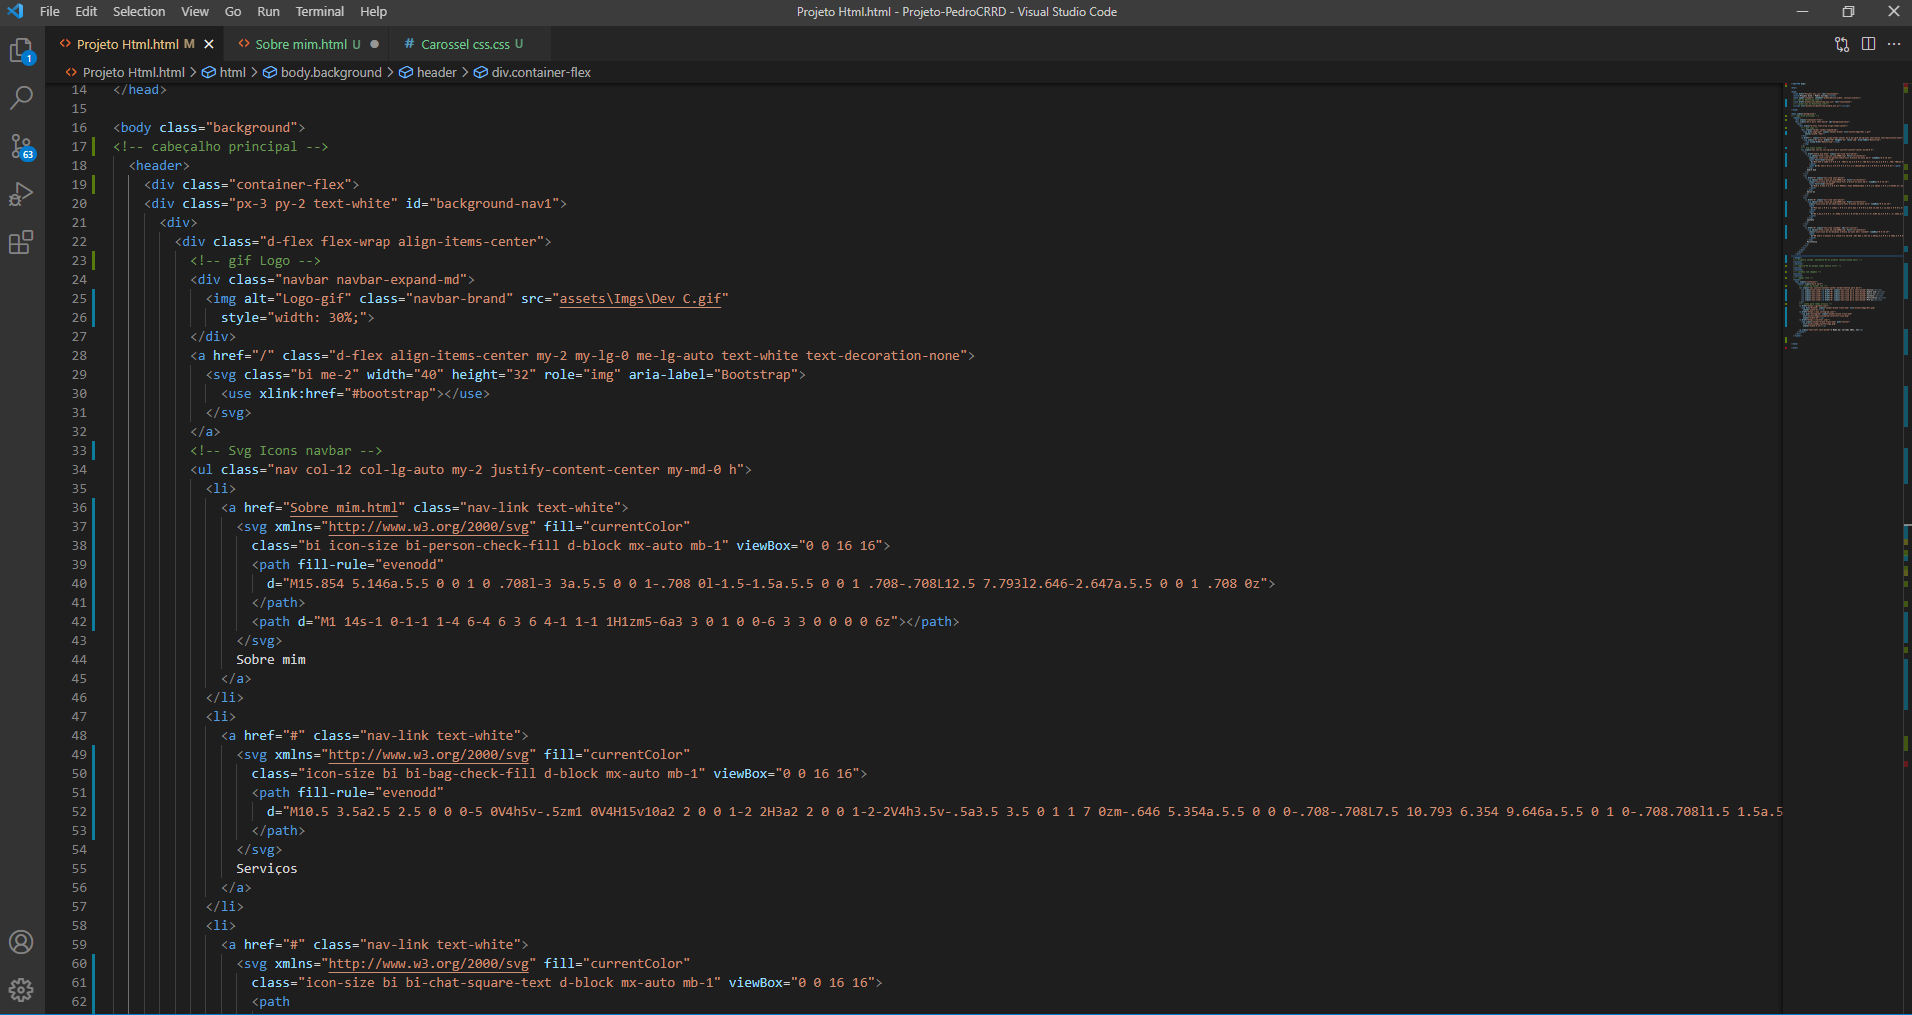 File Edit Selection View Go Run Terminal Help
Projeto Html.html - Projeto-PedroCRRD - Visual Studio Code
Projeto Html.html M
Sobre mim.html U
# Carossel css.css U
Projeto Html.html > html > body.background > header > div.container-flex
1
63
14 </head>
15
16 <body class="background">
17 <!-- cabeçalho principal -->
18 <header>
19 <div class="container-flex">
20 <div class="px-3 py-2 text-white" id="background-nav1">
21 <div>
22 <div class="d-flex flex-wrap align-items-center">
23 <!-- gif Logo -->
24 <div class="navbar navbar-expand-md">
25 <img alt="Logo-gif" class="navbar-brand" src="assets\Imgs\Dev C.gif"
26 style="width: 30%;">
27 </div>
28 <a href="/" class="d-flex align-items-center my-2 my-lg-0 me-lg-auto text-white text-decoration-none">
29 <svg class="bi me-2" width="40" height="32" role="img" aria-label="Bootstrap">
30 <use xlink:href="#bootstrap"></use>
31 </svg>
32 </a>
33 <!-- Svg Icons navbar -->
34 <ul class="nav col-12 col-lg-auto my-2 justify-content-center my-md-0 h">
35 <li>
36 <a href="Sobre mim.html" class="nav-link text-white">
37 <svg xmlns="http://www.w3.org/2000/svg" fill="currentColor"
38 class="bi icon-size bi-person-check-fill d-block mx-auto mb-1" viewBox="0 0 16 16">
39 <path fill-rule="evenodd"
40 d="M15.854 5.146a.5.5 0 0 1 0 .708l-3 3a.5.5 0 0 1-.708 0l-1.5-1.5a.5.5 0 0 1 .708-.708L12.5 7.793l2.646-2.647a.5.5 0 0 1 .708 0z">
41 </path>
42 <path d="M1 14s-1 0-1-1 1-4 6-4 6 3 6 4-1 1-1 1H1zm5-6a3 3 0 1 0 0-6 3 3 0 0 0 0 6z"></path>
43 </svg>
44 Sobre mim
45 </a>
46 </li>
47 <li>
48 <a href="#" class="nav-link text-white">
49 <svg xmlns="http://www.w3.org/2000/svg" fill="currentColor"
50 class="icon-size bi bi-bag-check-fill d-block mx-auto mb-1" viewBox="0 0 16 16">
51 <path fill-rule="evenodd"
52 d="M10.5 3.5a2.5 2.5 0 0 0-5 0V4h5v-.5zm1 0V4H15v10a2 2 0 0 1-2 2H3a2 2 0 0 1-2-2V4h3.5v-.5a3.5 3.5 0 1 1 7 0zm-.646 5.354a.5.5 0 0 0-.708-.708L7.5 10.793 6.354 9.646a.5.5 0 1 0-.708.708l1.5 1.5a.5
53 </path>
54 </svg>
55 Serviços
56 </a>
57 </li>
58 <li>
59 <a href="#" class="nav-link text-white">
60 <svg xmlns="http://www.w3.org/2000/svg" fill="currentColor"
61 class="icon-size bi bi-chat-square-text d-block mx-auto mb-1" viewBox="0 0 16 16">
62 <path